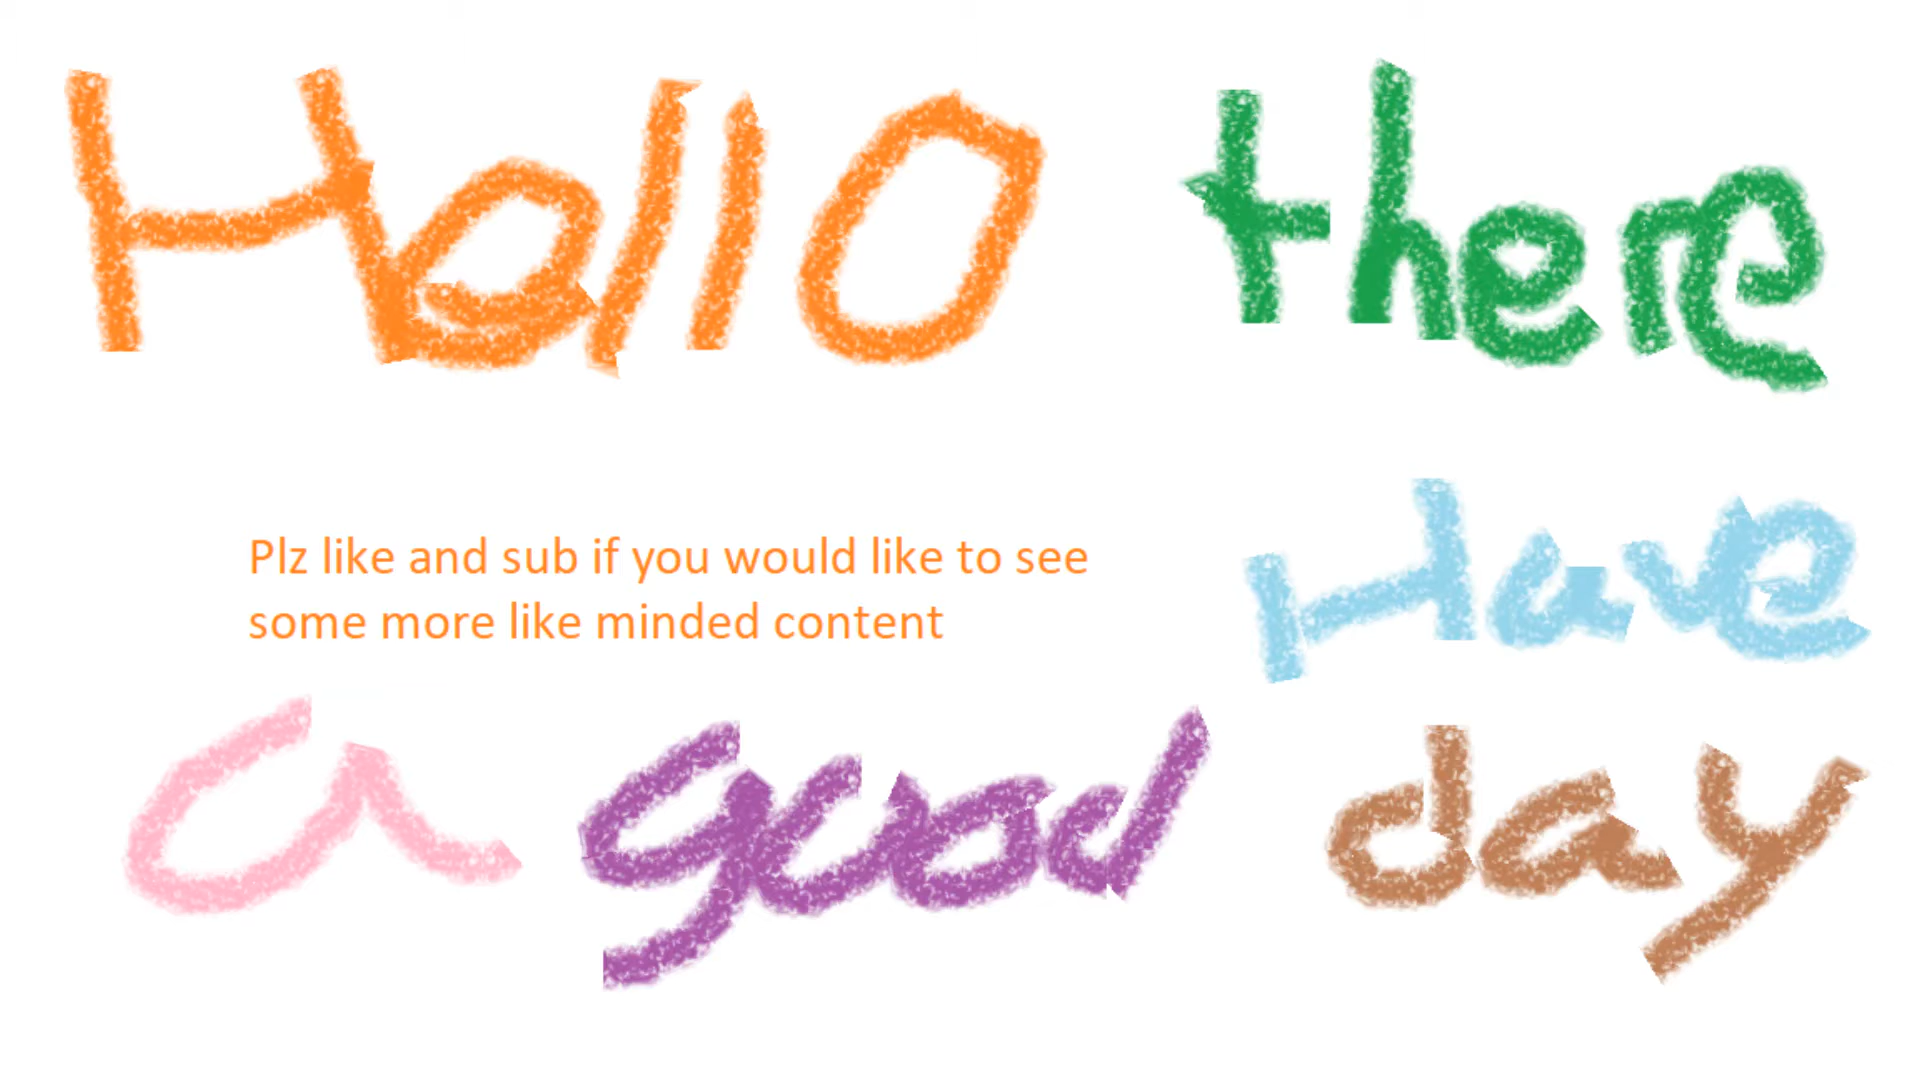 Hello there
Plz like and sub if you would like to see
some more like minded content
Have
a good day